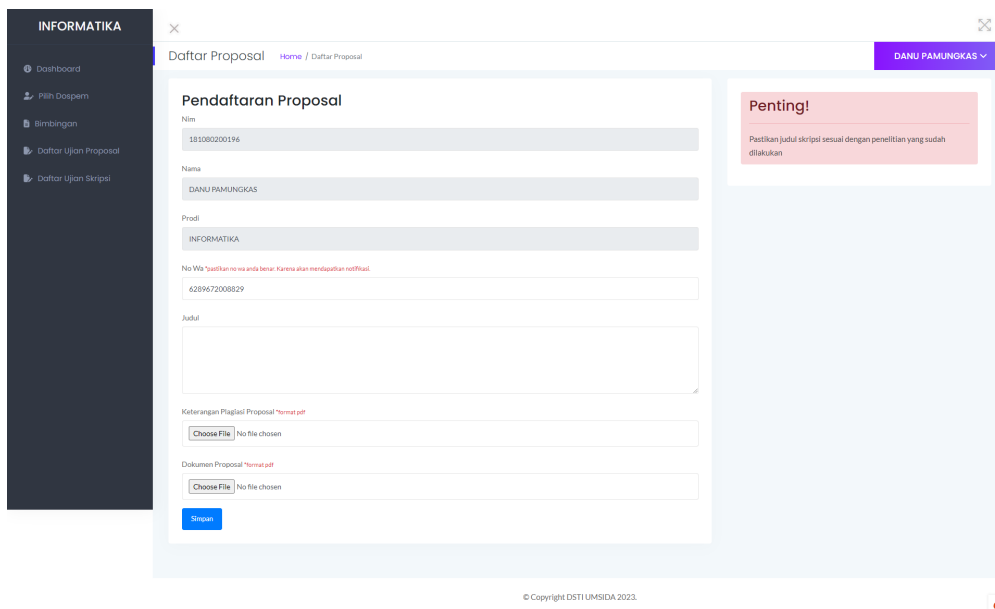 INFORMATIKA
Dashboard
Pilih Dospem
Bimbingan
Daftar Ujian Proposal
Daftar Ujian Skripsi
Daftar Proposal Home / Daftar Proposal
DANU PAMUNGKAS
Pendaftaran Proposal
Nim
181080200196
Nama
DANU PAMUNGKAS
Prodi
INFORMATIKA
No Wa *pastikan no wa anda benar. Karena akan mendapatkan notifikasi.
6289672008829
Judul
Keterangan Plagiasi Proposal *format pdf
Choose File No file chosen
Dokumen Proposal *format pdf
Choose File No file chosen
Simpan
Penting!
Pastikan judul skripsi sesuai dengan penelitian yang sudah
dilakukan
© Copyright DSTI UMSIDA 2023.